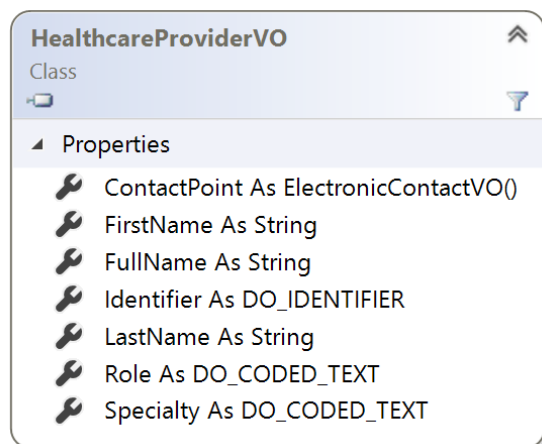 HealthcareProviderVO
Class
Properties
ContactPoint As ElectronicContactVO()
FirstName As String
FullName As String
Identifier As DO_IDENTIFIER
LastName As String
Role As DO_CODED_TEXT
Specialty As DO_CODED_TEXT